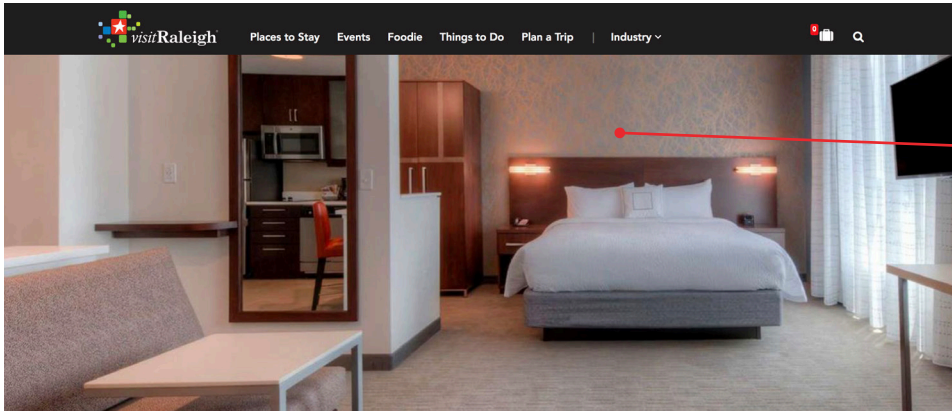 visitRaleigh
Places to Stay Events Foodie Things to Do Plan a Trip | Industry
0